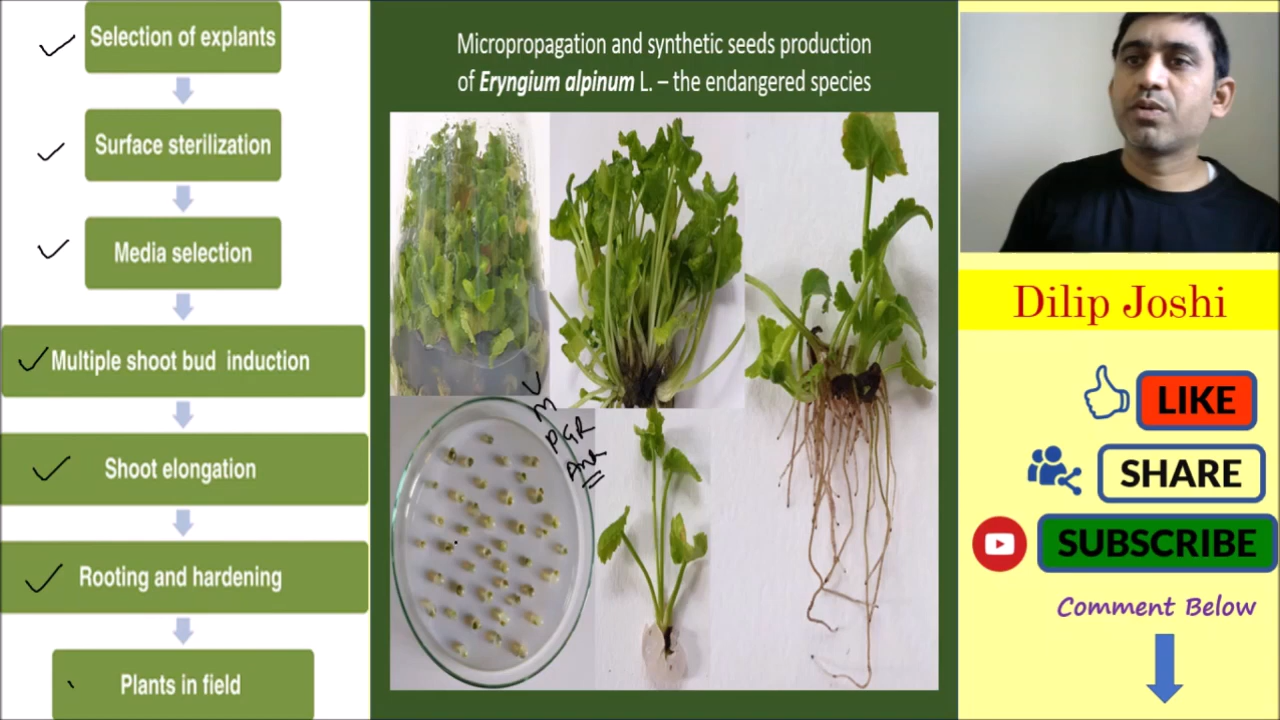 Selection of explants
Surface sterilization
Media selection
Multiple shoot bud induction
Shoot elongation
Rooting and hardening
Plants in field
Micropropagation and synthetic seeds production
of Eryngium alpinum L. – the endangered species
V
M
PGR
Dilip Joshi
LIKE
SHARE
SUBSCRIBE
Comment Below